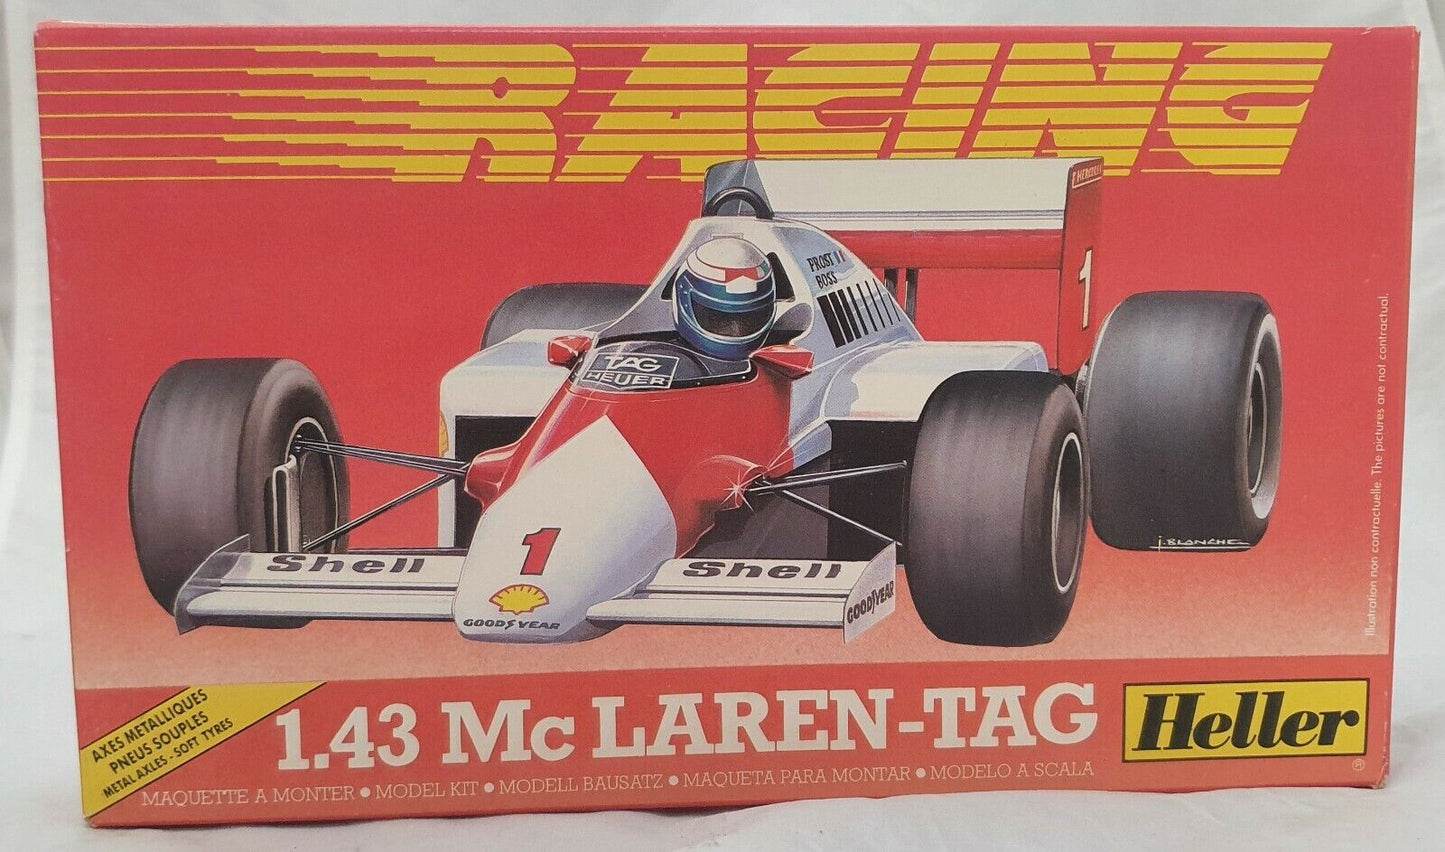 RACING
HERCULES
1
PROST
BOSS
TAG
HEUER
1
Shell
Shell
GOODYEAR
GOODYEAR
J. BLANCHE
Illustration non contractuelle. The pictures are not contractual.
AXES METALLIQUES
PNEUS SOUPLES
METAL AXLES - SOFT TYRES
1.43 Mc LAREN-TAG
Heller
®
MAQUETTE A MONTER ● MODEL KIT ● MODELL BAUSATZ ● MAQUETA PARA MONTAR ● MODELO A SCALA